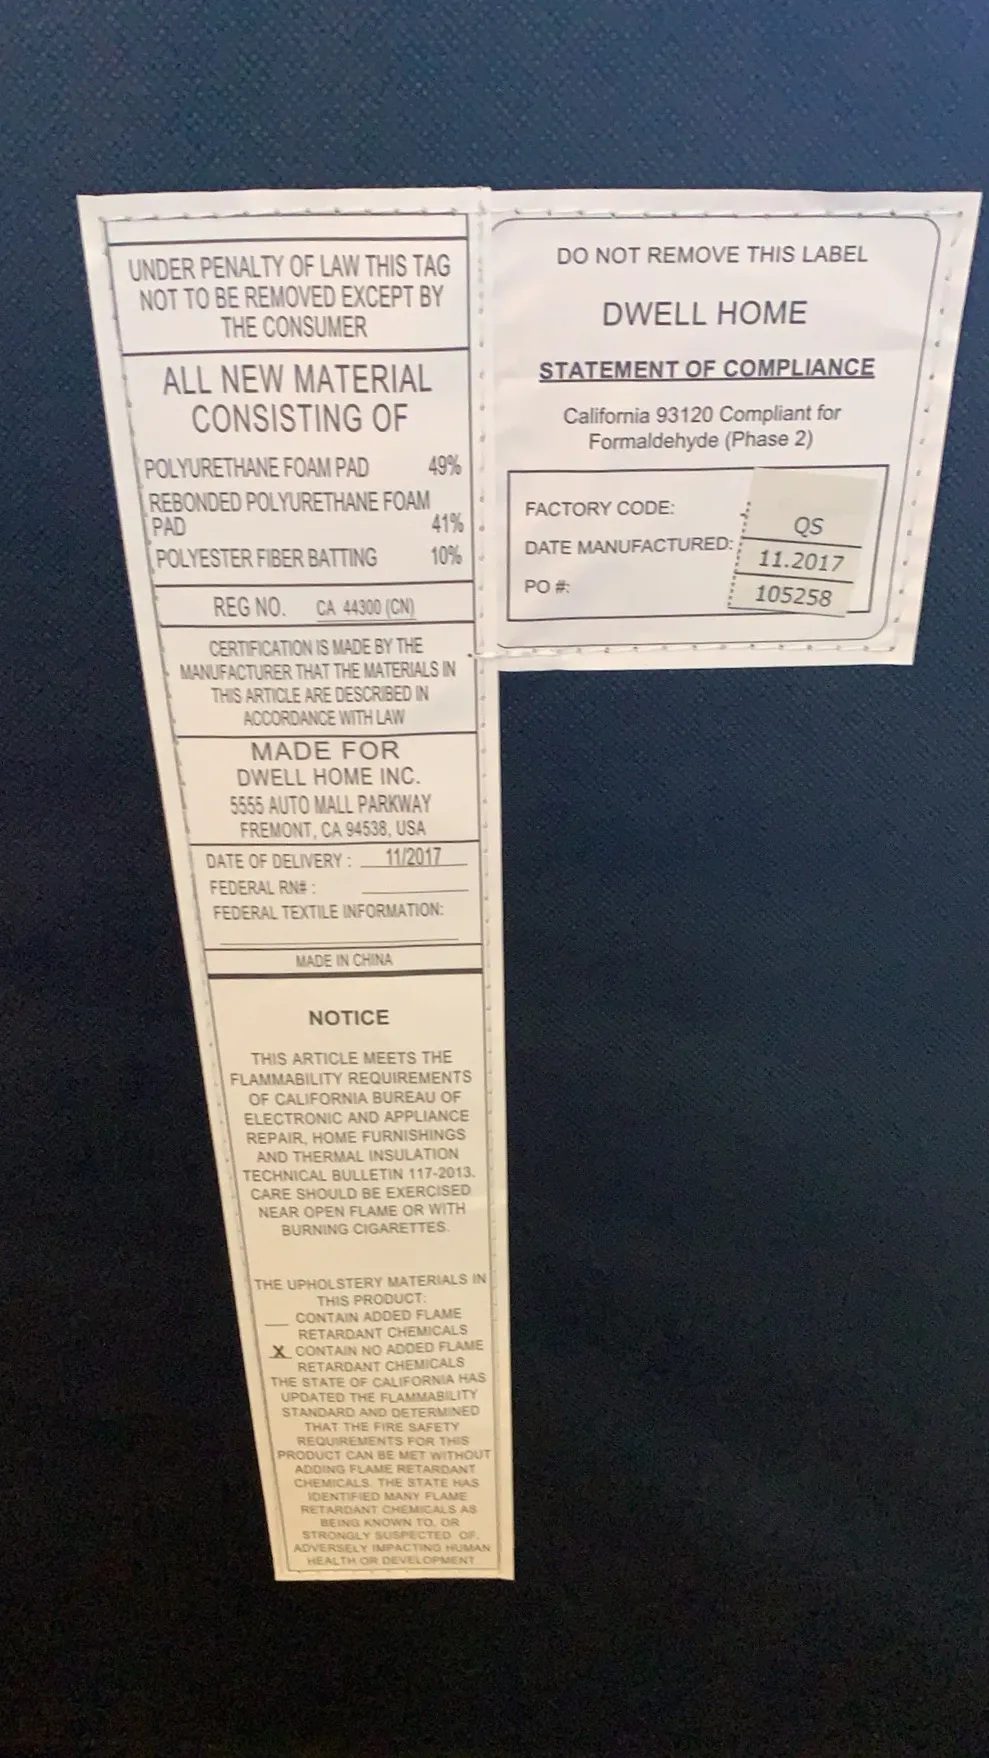 UNDER PENALTY OF LAW THIS TAG
NOT TO BE REMOVED EXCEPT BY
THE CONSUMER
ALL NEW MATERIAL
CONSISTING OF
POLYURETHANE FOAM PAD 49%
REBONDED POLYURETHANE FOAM
PAD 41%
POLYESTER FIBER BATTING 10%
REG NO. CA 44300 (CN)
CERTIFICATION IS MADE BY THE
MANUFACTURER THAT THE MATERIALS IN
THIS ARTICLE ARE DESCRIBED IN
ACCORDANCE WITH LAW
MADE FOR
DWELL HOME INC.
5555 AUTO MALL PARKWAY
FREMONT, CA 94538, USA
DATE OF DELIVERY : 11/2017
FEDERAL RN# :
FEDERAL TEXTILE INFORMATION:
MADE IN CHINA
NOTICE
THIS ARTICLE MEETS THE
FLAMMABILITY REQUIREMENTS
OF CALIFORNIA BUREAU OF
ELECTRONIC AND APPLIANCE
REPAIR, HOME FURNISHINGS
AND THERMAL INSULATION
TECHNICAL BULLETIN 117-2013.
CARE SHOULD BE EXERCISED
NEAR OPEN FLAME OR WITH
BURNING CIGARETTES.
THE UPHOLSTERY MATERIALS IN
THIS PRODUCT:
___ CONTAIN ADDED FLAME
RETARDANT CHEMICALS
X CONTAIN NO ADDED FLAME
RETARDANT CHEMICALS
THE STATE OF CALIFORNIA HAS
UPDATED THE FLAMMABILITY
STANDARD AND DETERMINED
THAT THE FIRE SAFETY
REQUIREMENTS FOR THIS
PRODUCT CAN BE MET WITHOUT
ADDING FLAME RETARDANT
CHEMICALS. THE STATE HAS
IDENTIFIED MANY FLAME
RETARDANT CHEMICALS AS
BEING KNOWN TO, OR
STRONGLY SUSPECTED OF,
ADVERSELY IMPACTING HUMAN
HEALTH OR DEVELOPMENT
DO NOT REMOVE THIS LABEL
DWELL HOME
STATEMENT OF COMPLIANCE
California 93120 Compliant for
Formaldehyde (Phase 2)
FACTORY CODE: QS
DATE MANUFACTURED: 11.2017
PO #: 105258